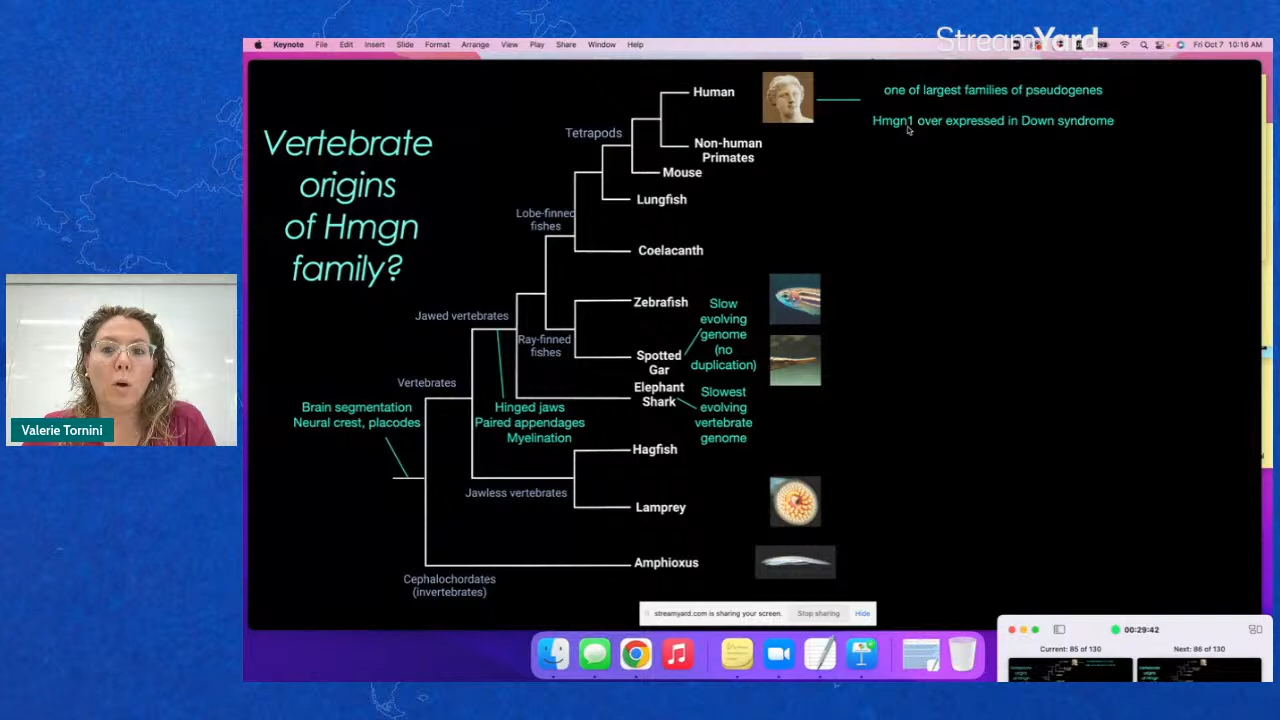 StreamYard
Keynote File Edit Insert Slide Format Arrange View Play Share Window Help
Fri Oct 7 10:16 AM
Vertebrate
origins
of Hmgn
family?
Human
one of largest families of pseudogenes
Hmgn1 over expressed in Down syndrome
Tetrapods
Non-human
Primates
Mouse
Lungfish
Lobe-finned
fishes
Coelacanth
Zebrafish
Slow
evolving
genome
(no
duplication)
Jawed vertebrates
Ray-finned
fishes
Spotted
Gar
Elephant
Shark
Slowest
evolving
vertebrate
genome
Vertebrates
Brain segmentation
Neural crest, placodes
Hinged jaws
Paired appendages
Myelination
Hagfish
Jawless vertebrates
Lamprey
Amphioxus
Cephalochordates
(invertebrates)
Valerie Tornini
streamyard.com is sharing your screen. Stop sharing Hide
00:29:42
Current: 85 of 130 Next: 86 of 130